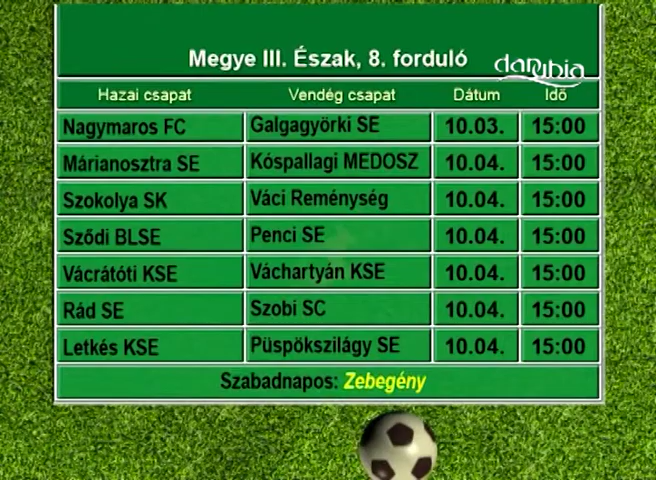 Megye III. Észak, 8. forduló
danubia
Hazai csapat Vendég csapat Dátum Idő
Nagymaros FC Galgagyörki SE 10.03. 15:00
Márianosztra SE Kóspallagi MEDOSZ 10.04. 15:00
Szokolya SK Váci Reménység 10.04. 15:00
Sződi BLSE Penci SE 10.04. 15:00
Vácrátóti KSE Váchartyán KSE 10.04. 15:00
Rád SE Szobi SC 10.04. 15:00
Letkés KSE Püspökszilágy SE 10.04. 15:00
Szabadnapos: Zebegény